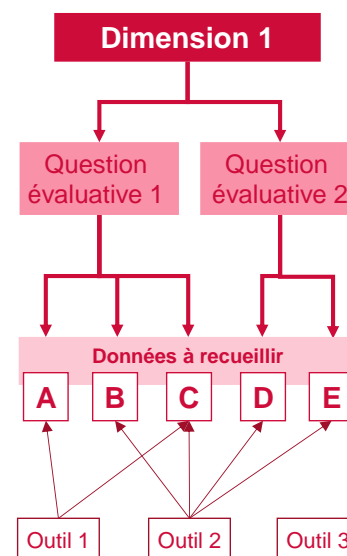 Dimension 1
Question
évaluative 1
Question
évaluative 2
Données à recueillir
A
B
C
D
E
Outil 1
Outil 2
Outil 3